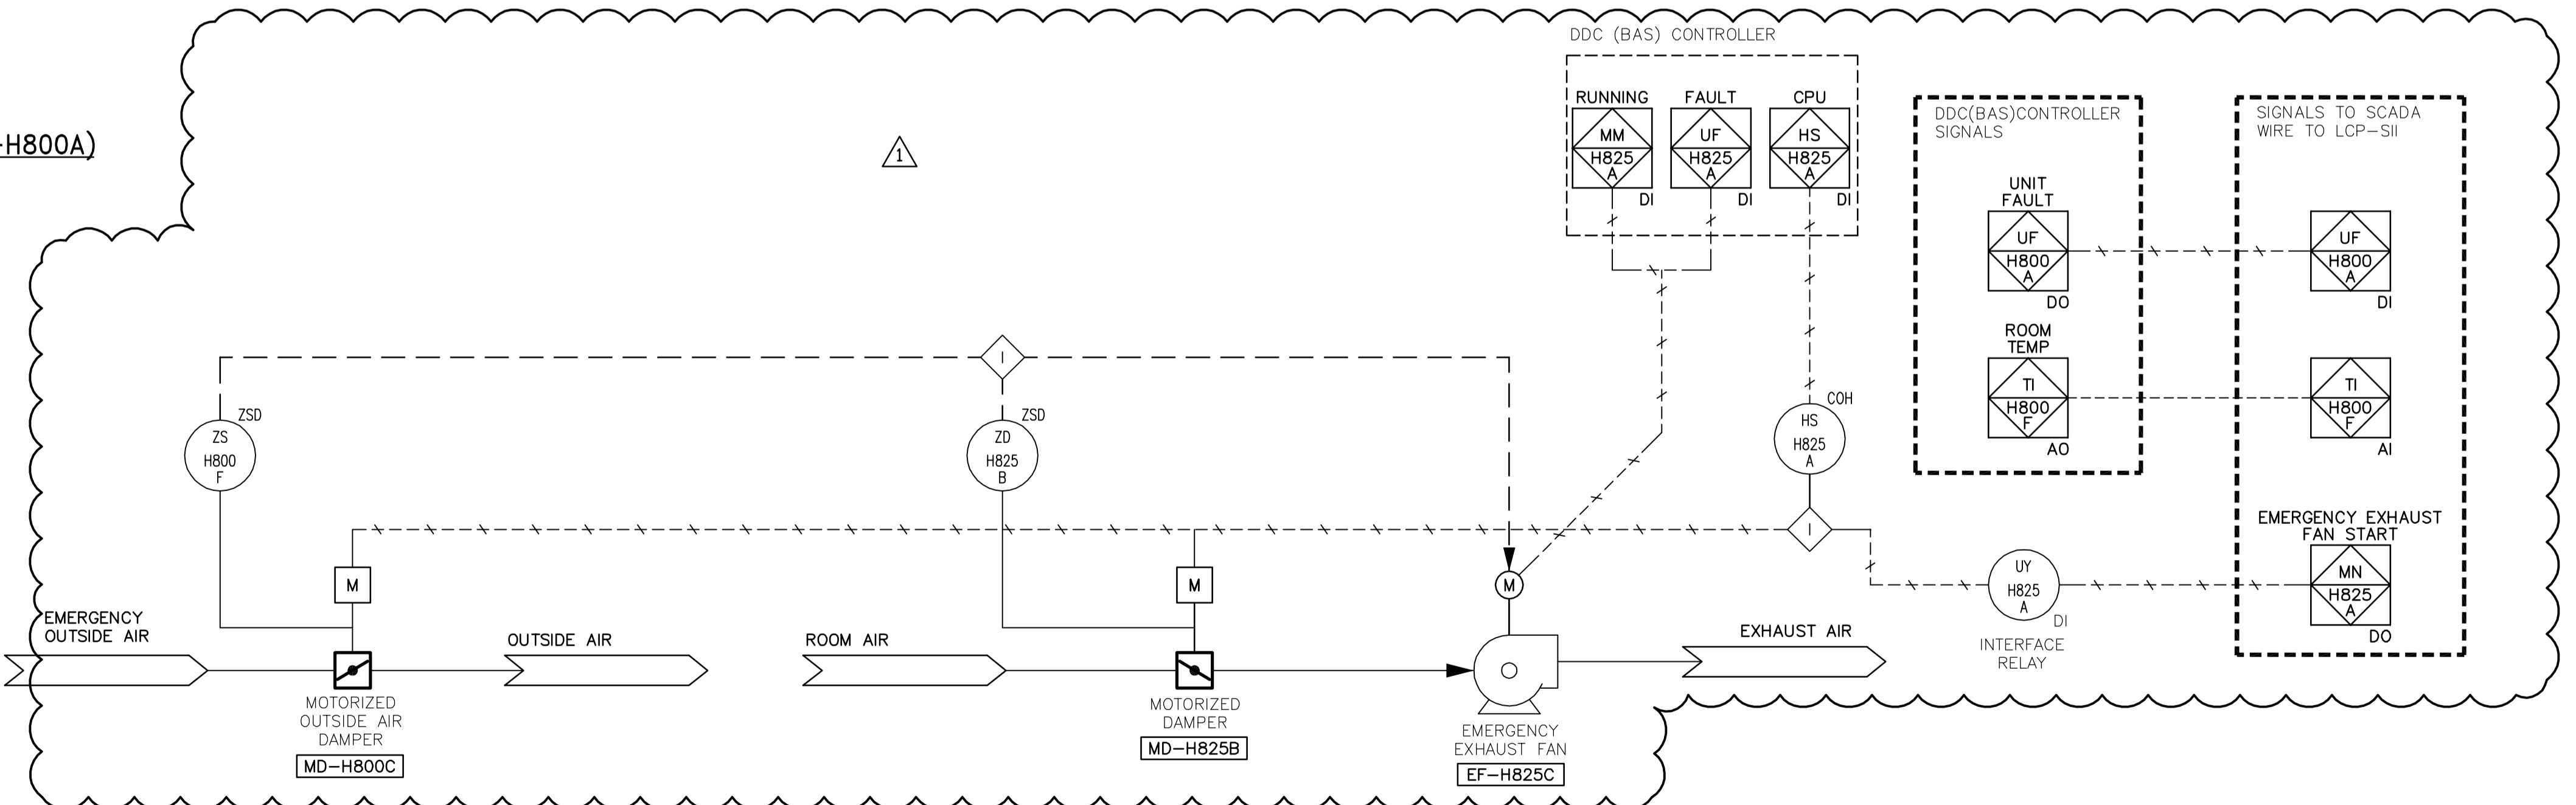 -H800A)
1
DDC (BAS) CONTROLLER
RUNNING
MM
H825
A
DI
FAULT
UF
H825
A
DI
CPU
HS
H825
A
DI
DDC(BAS)CONTROLLER
SIGNALS
UNIT
FAULT
UF
H800
A
DO
ROOM
TEMP
TI
H800
F
AO
SIGNALS TO SCADA
WIRE TO LCP-SII
UF
H800
A
DI
TI
H800
F
AI
EMERGENCY EXHAUST
FAN START
MN
H825
A
DO
I
ZSD
ZS
H800
F
ZSD
ZD
H825
B
COH
HS
H825
A
I
UY
H825
A
DI
INTERFACE
RELAY
M
M
M
EMERGENCY
OUTSIDE AIR
OUTSIDE AIR
ROOM AIR
EXHAUST AIR
MOTORIZED
OUTSIDE AIR
DAMPER
MD-H800C
MOTORIZED
DAMPER
MD-H825B
EMERGENCY
EXHAUST FAN
EF-H825C